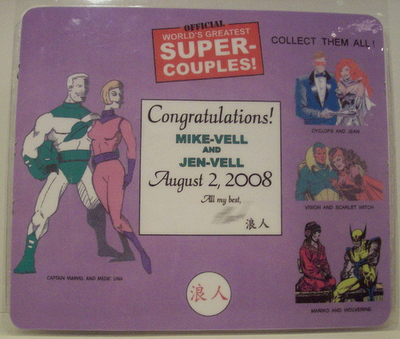 OFFICIAL
WORLD'S GREATEST
SUPER-
COUPLES!
COLLECT THEM ALL!
Congratulations!
MIKE-VELL
AND
JEN-VELL
August 2, 2008
All my best,
浪人
CYCLOPS AND JEAN
VISION AND SCARLET WITCH
MARIKO AND WOLVERINE
CAPTAIN MARVEL AND MEDIC UNA
浪人